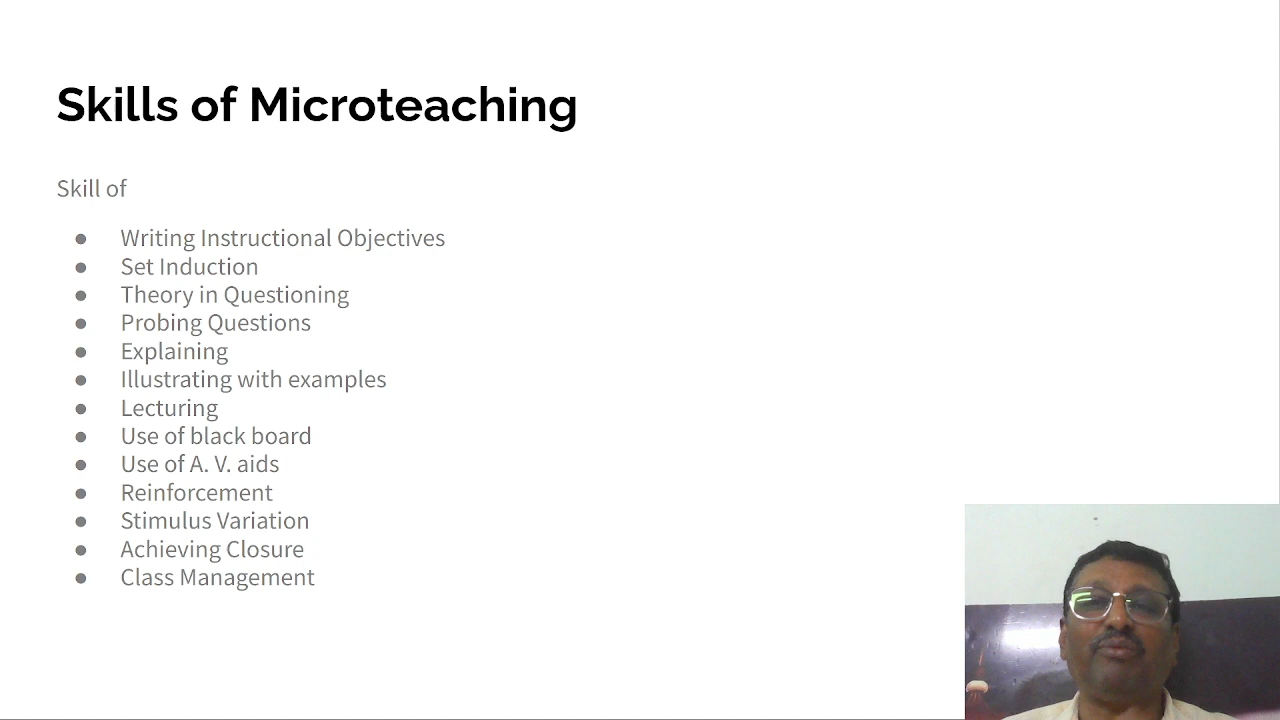 Skills of Microteaching
Skill of
● Writing Instructional Objectives
● Set Induction
● Theory in Questioning
● Probing Questions
● Explaining
● Illustrating with examples
● Lecturing
● Use of black board
● Use of A. V. aids
● Reinforcement
● Stimulus Variation
● Achieving Closure
● Class Management